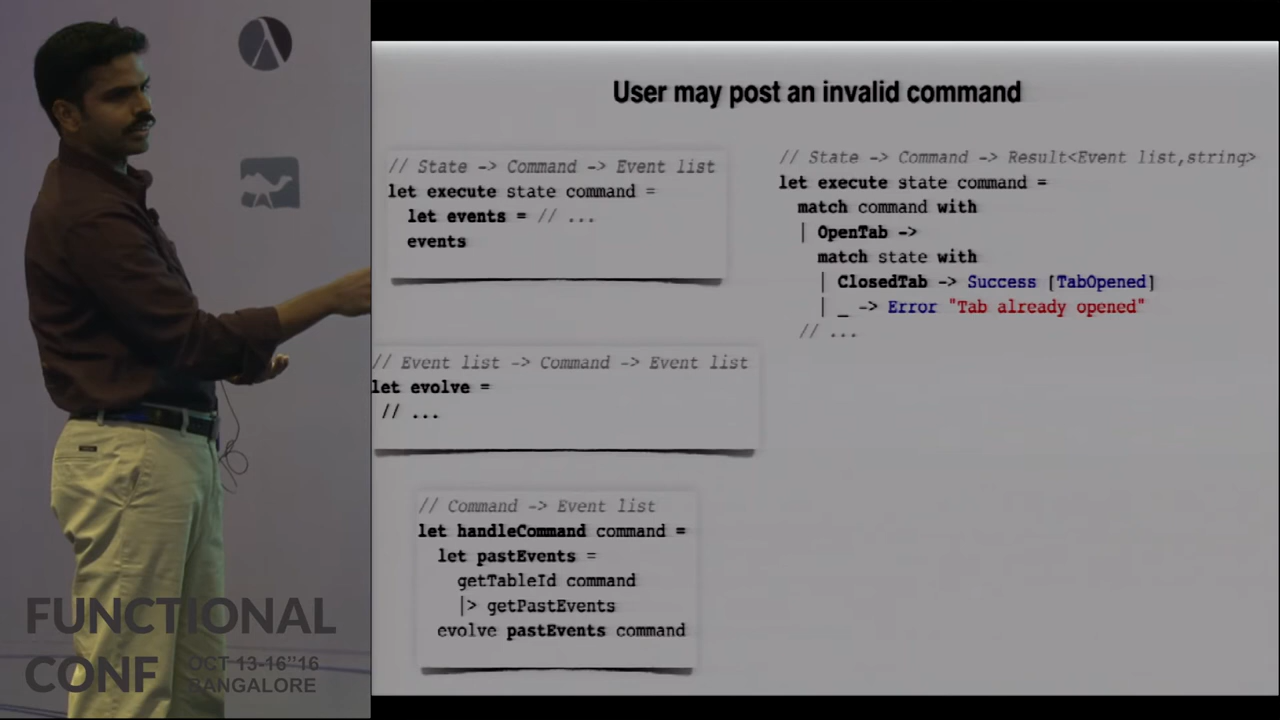 User may post an invalid command
// State -> Command -> Event list
let execute state command =
let events = // ...
events
// Event list -> Command -> Event list
let evolve =
// ...
// Command -> Event list
let handleCommand command =
let pastEvents =
getTableId command
|> getPastEvents
evolve pastEvents command
// State -> Command -> Result<Event list,string>
let execute state command =
match command with
| OpenTab ->
match state with
| ClosedTab -> Success [TabOpened]
| _ -> Error "Tab already opened"
// ...
FUNCTIONAL
CONF
OCT 13-16"16
BANGALORE